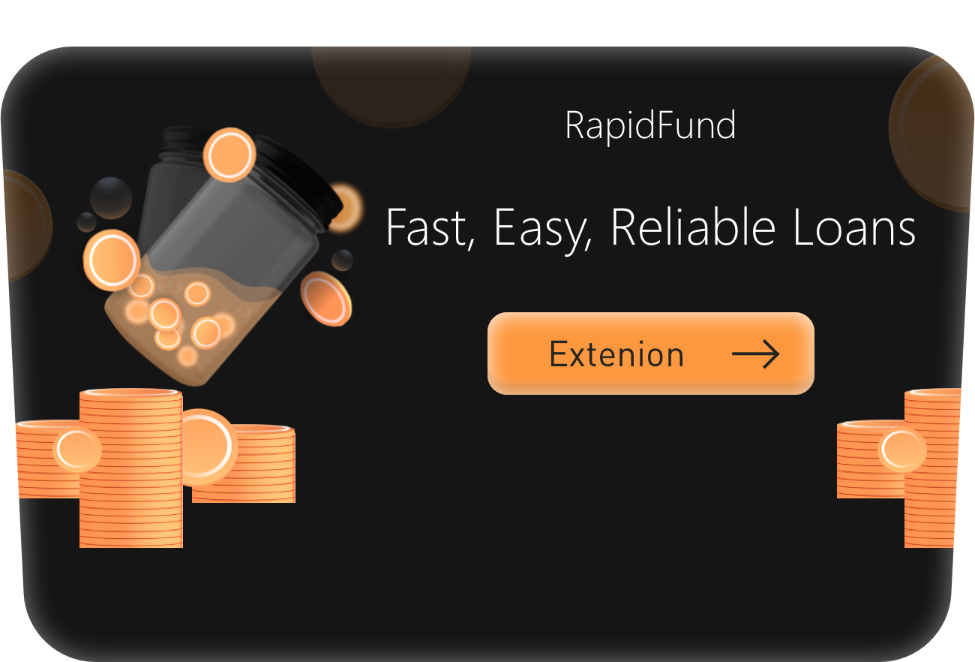 RapidFund
Fast, Easy, Reliable Loans
Extenion